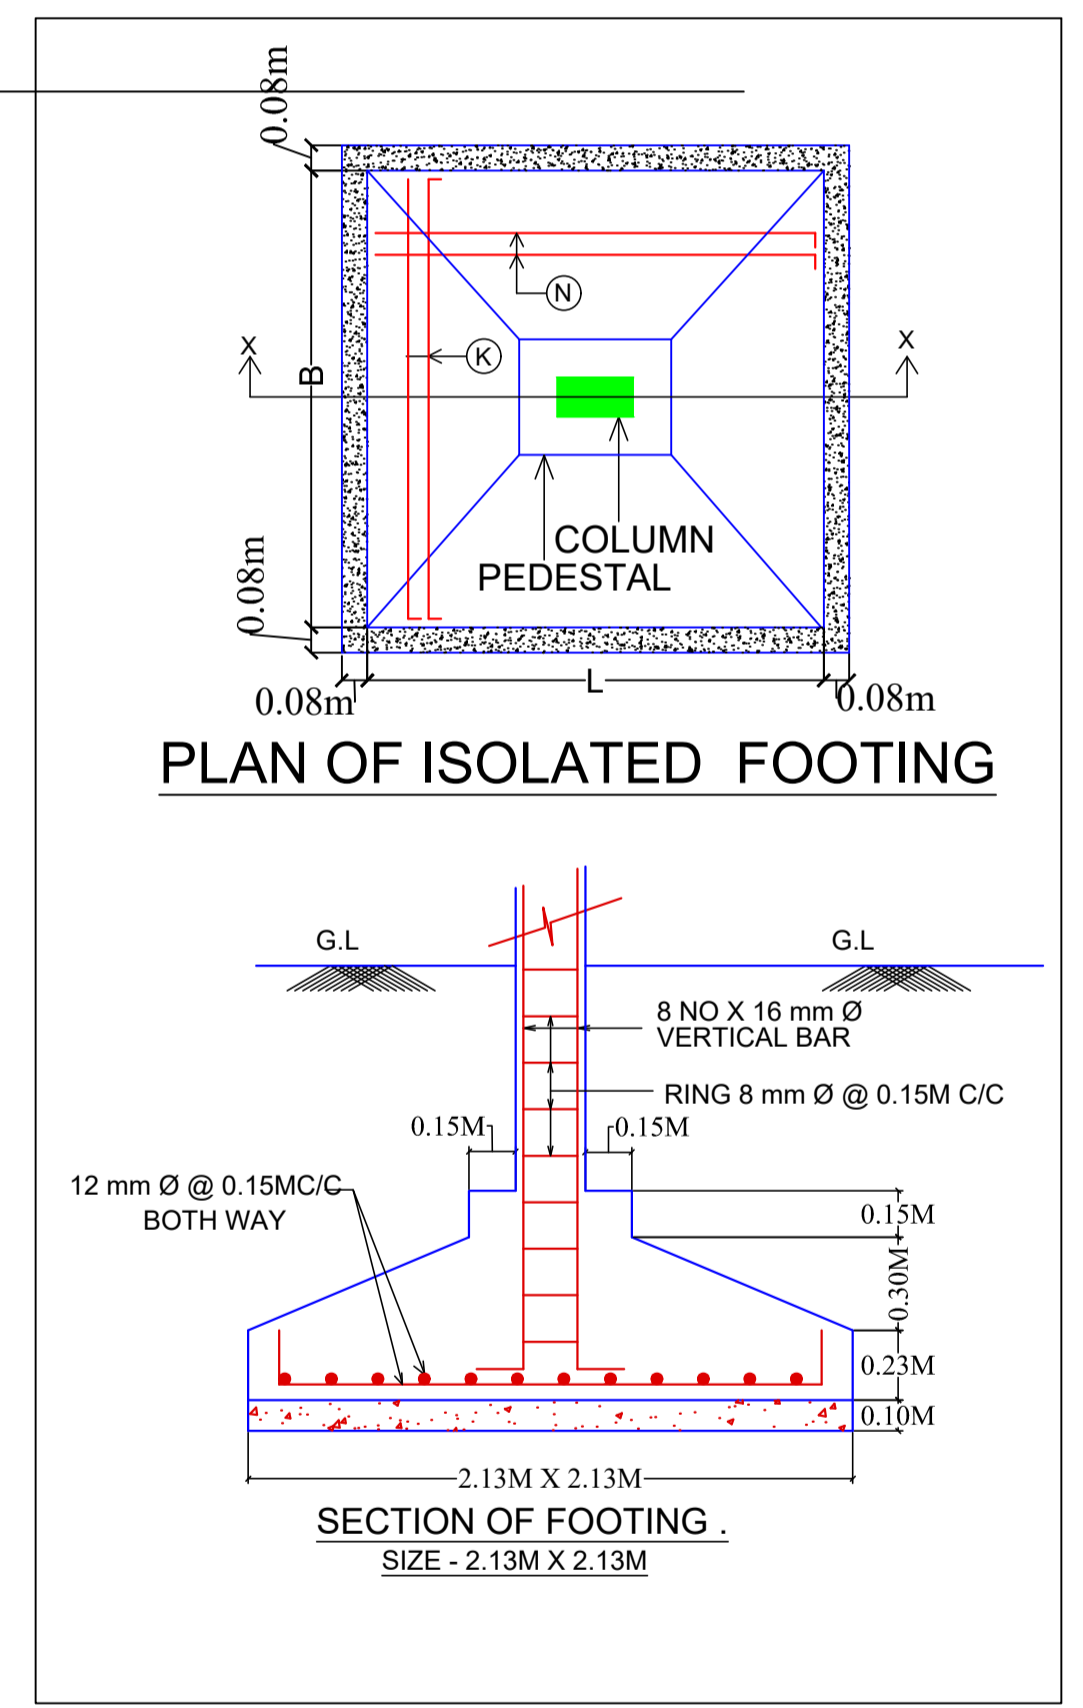 0.08m
N
K
X
X
B
COLUMN
PEDESTAL
0.08m
L
0.08m
0.08m
PLAN OF ISOLATED FOOTING
G.L
G.L
8 NO X 16 mm Ø
VERTICAL BAR
RING 8 mm Ø @ 0.15M C/C
0.15M
0.15M
12 mm Ø @ 0.15MC/C
BOTH WAY
0.15M
0.30M
0.23M
0.10M
2.13M X 2.13M
SECTION OF FOOTING .
SIZE - 2.13M X 2.13M